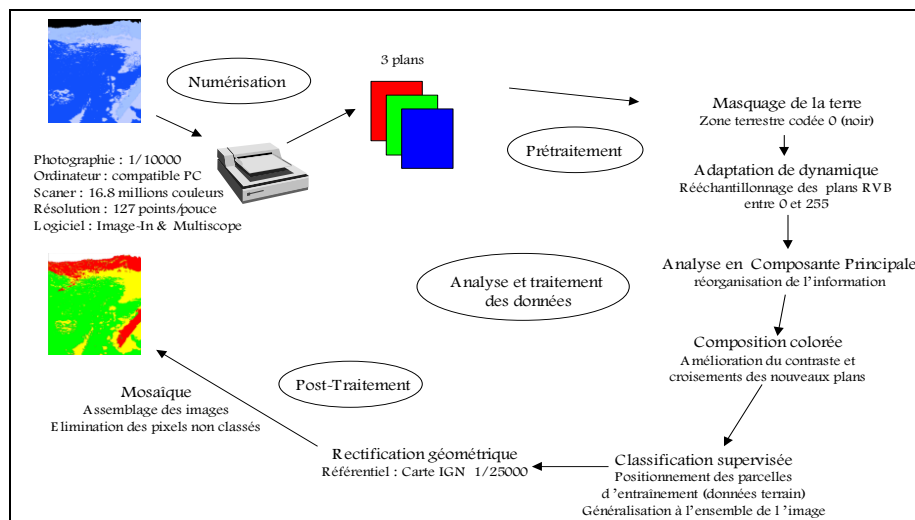 Numérisation
3 plans
Photographie : 1/10000
Ordinateur : compatible PC
Scaner : 16.8 millions couleurs
Résolution : 127 points/pouce
Logiciel : Image-In & Multiscope
Prétraitement
Masquage de la terre
Zone terrestre codée 0 (noir)
Adaptation de dynamique
Rééchantillonnage des plans RVB
entre 0 et 255
Analyse et traitement
des données
Analyse en Composante Principale
réorganisation de l'information
Composition colorée
Amélioration du contraste et
croisements des nouveaux plans
Classification supervisée
Positionnement des parcelles
d 'entraînement (données terrain)
Généralisation à l'ensemble de l 'image
Post-Traitement
Rectification géométrique
Référentiel : Carte IGN 1/25000
Mosaïque
Assemblage des images
Elimination des pixels non classés